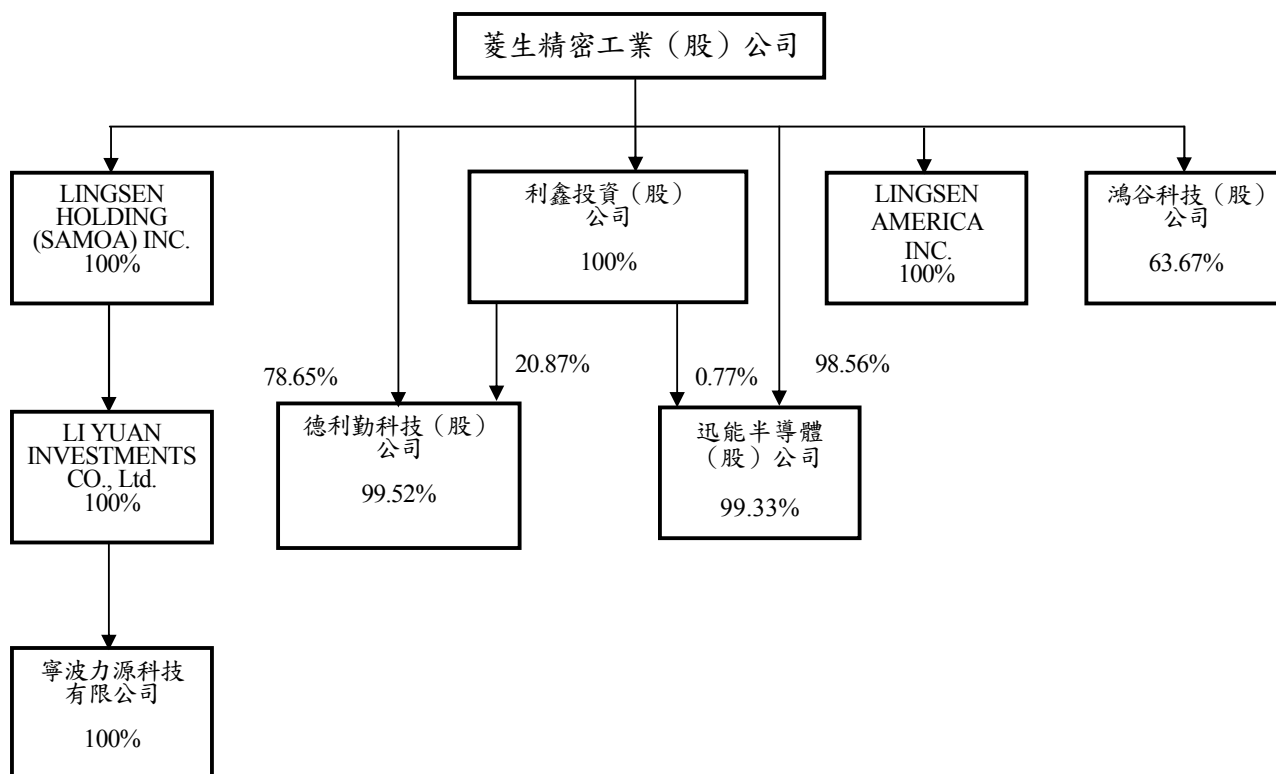 菱生精密工業（股）公司
LINGSEN
HOLDING
(SAMOA) INC.
100%
利鑫投資（股）
公司
100%
LINGSEN
AMERICA
INC.
100%
鴻谷科技（股）
公司
63.67%
78.65%
20.87%
0.77%
98.56%
LI YUAN
INVESTMENTS
CO., Ltd.
100%
德利勤科技（股）
公司
99.52%
迅能半導體
（股）公司
99.33%
寧波力源科技
有限公司
100%